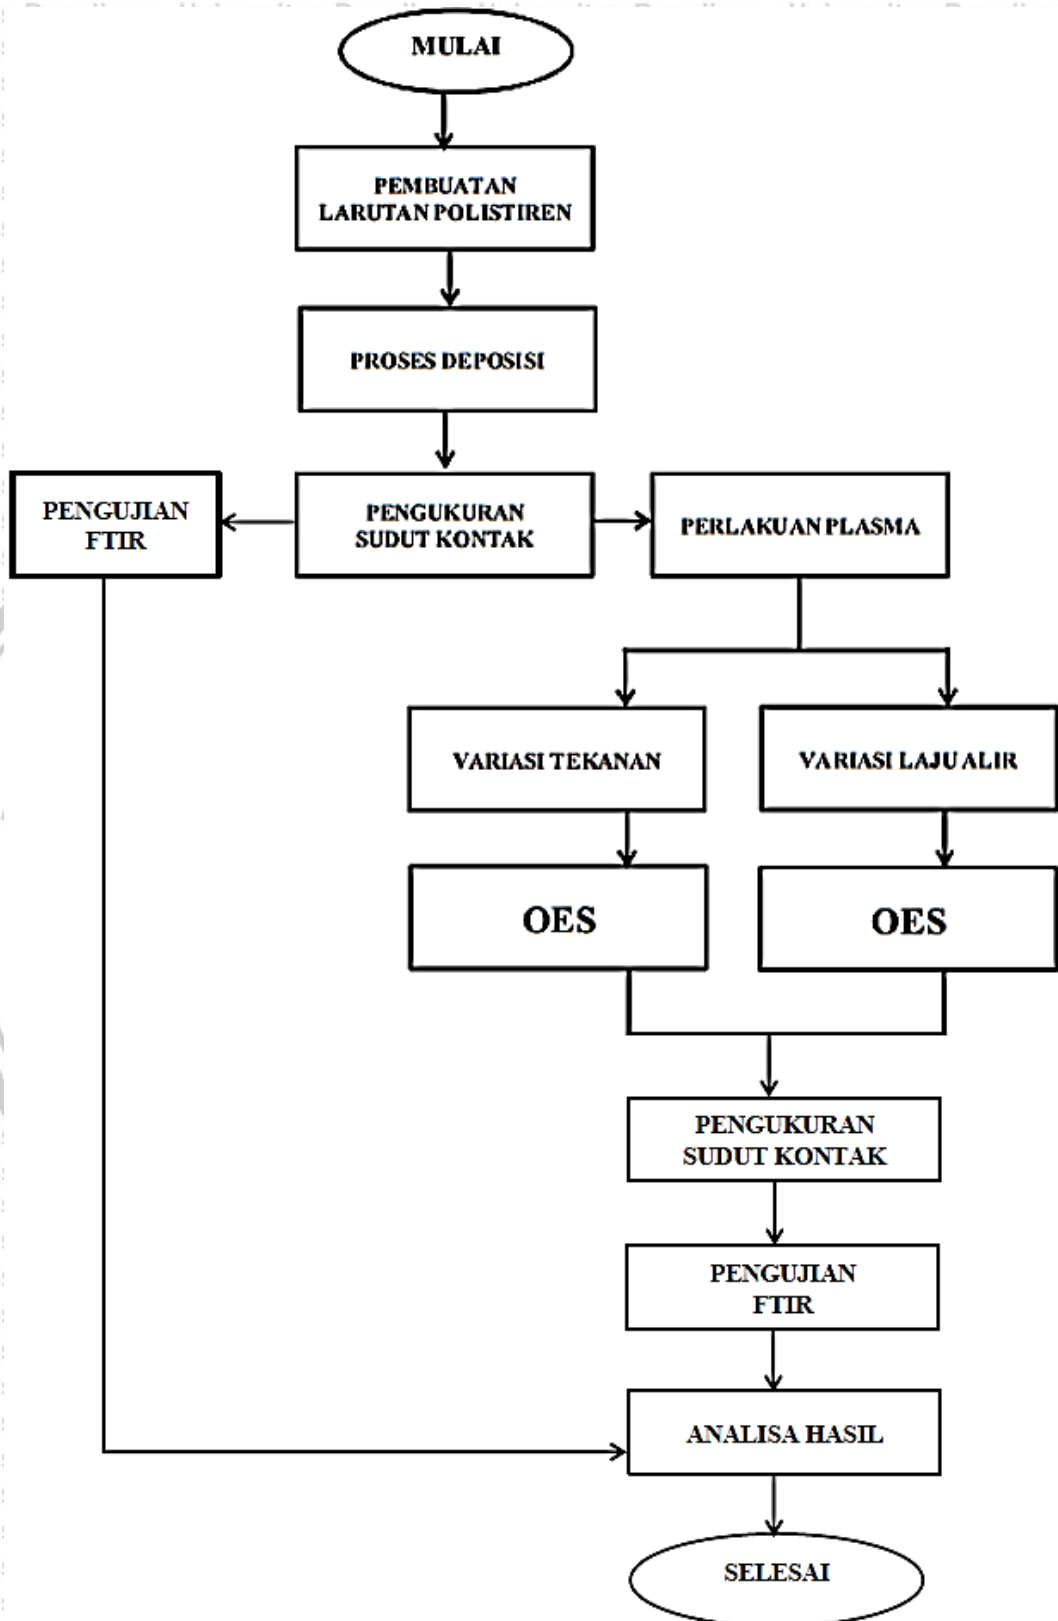 MULAI
PEMBUATAN
LARUTAN POLISTIREN
PROSES DEPOSISI
PENGUJIAN
FTIR
PENGUKURAN
SUDUT KONTAK
PERLAKUAN PLASMA
VARIASI TEKANAN
VARIASI LAJU ALIR
OES
OES
PENGUKURAN
SUDUT KONTAK
PENGUJIAN
FTIR
ANALISA HASIL
SELESAI